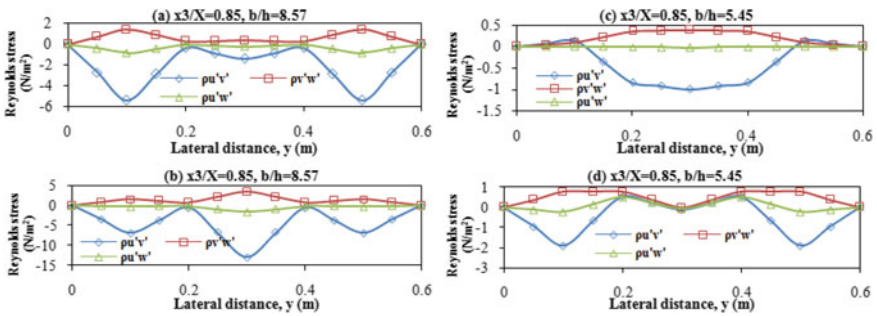 (a) x3/X=0.85, b/h=8.57
2
0
-2
-4
-6
Reynolds stress
(N/m²)
ρu'v'
ρv'w'
ρu'w'
0
0.2
0.4
0.6
Lateral distance, y (m)
(b) x3/X=0.85, b/h=8.57
5
0
-5
-10
-15
Reynolds stress
(N/m²)
ρu'v'
ρv'w'
ρu'w'
0
0.2
0.4
0.6
Lateral distance, y (m)
(c) x3/X=0.85, b/h=5.45
0.5
0
-0.5
-1
-1.5
Reynolds stress
(N/m²)
ρu'v'
ρv'w'
ρu'w'
0
0.2
0.4
0.6
Lateral distance, y (m)
(d) x3/X=0.85, b/h=5.45
1
0
-1
-2
-3
Reynolds stress
(N/m²)
ρu'v'
ρv'w'
ρu'w'
0
0.2
0.4
0.6
Lateral distance, y (m)